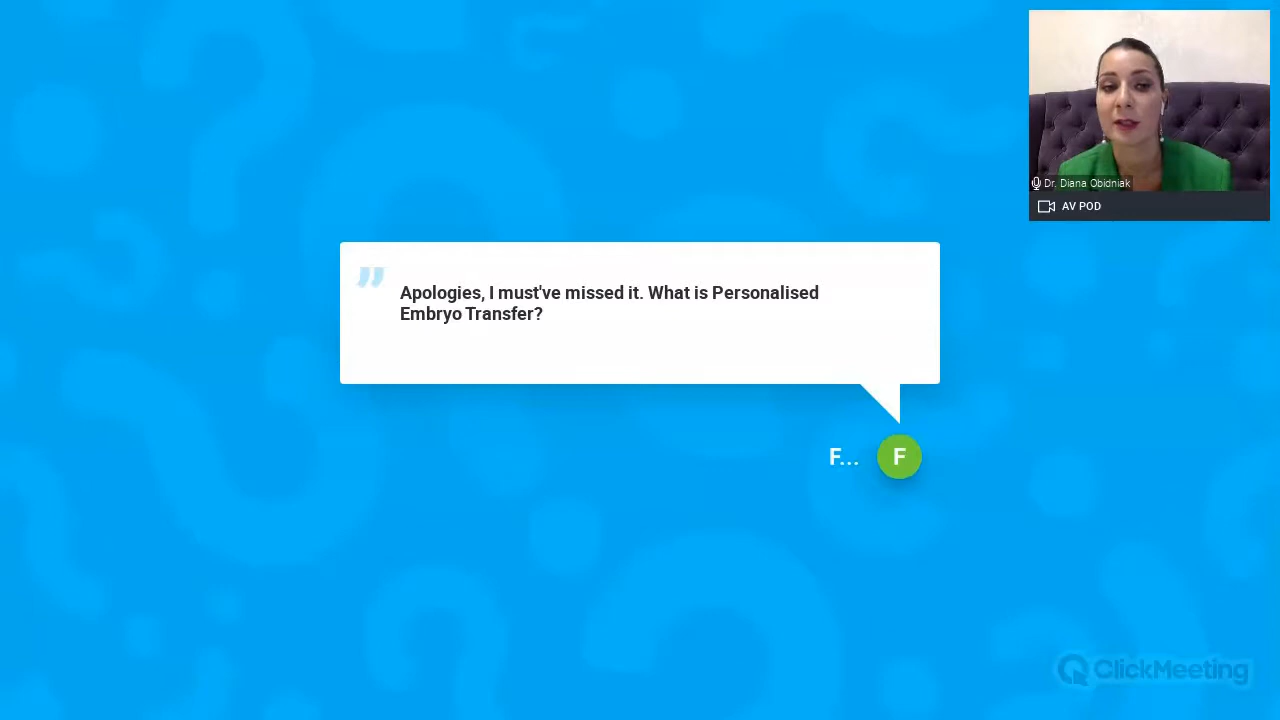 Dr. Diana Obidniak
AV POD
Apologies, I must've missed it. What is Personalised
Embryo Transfer?
F... F
ClickMeeting